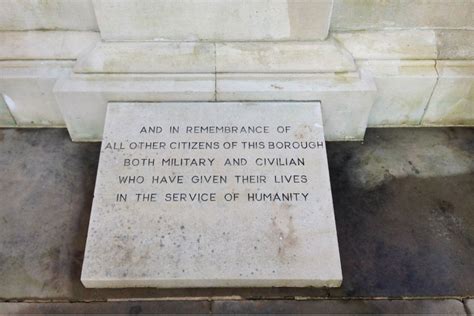 AND IN REMEMBRANCE OF
ALL OTHER CITIZENS OF THIS BOROUGH
BOTH MILITARY AND CIVILIAN
WHO HAVE GIVEN THEIR LIVES
IN THE SERVICE OF HUMANITY